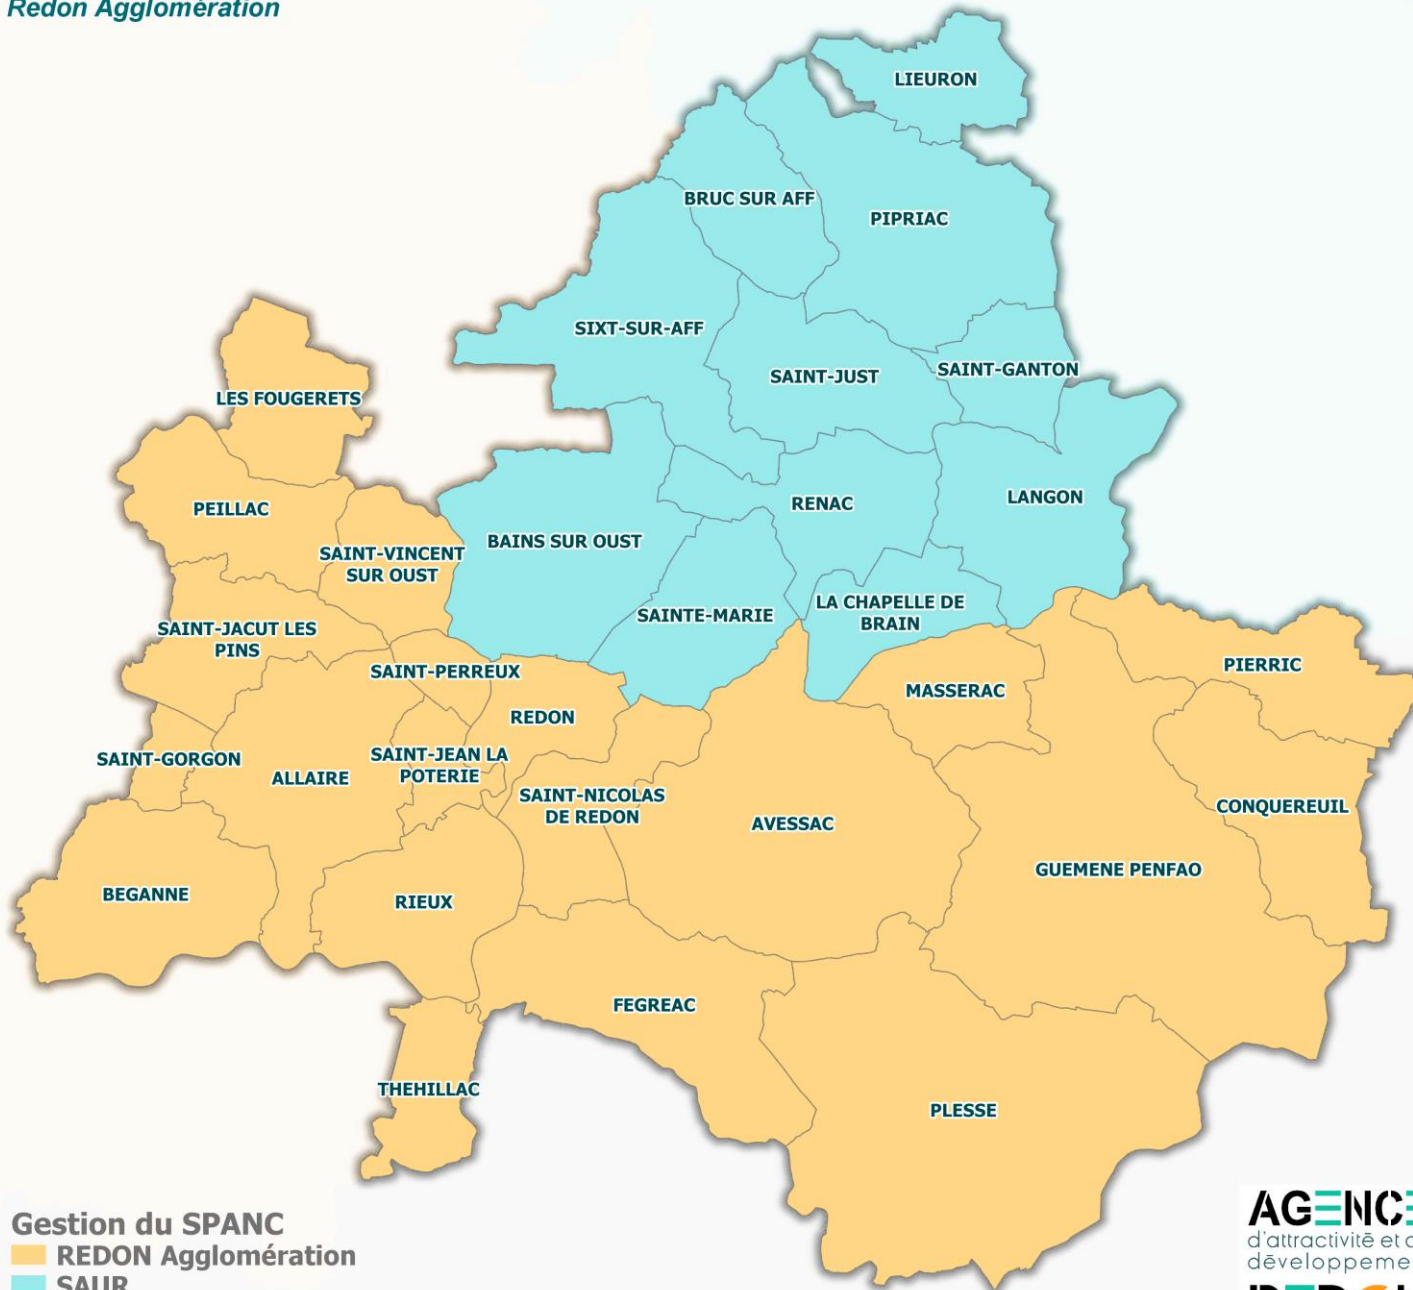 Redon Agglomération
LIEURON
BRUC SUR AFF
PIPRIAC
SIXT-SUR-AFF
SAINT-JUST
SAINT-GANTON
LES FOUGERETS
PEILLAC
RENAC
LANGON
BAINS SUR OUST
SAINT-VINCENT
SUR OUST
SAINTE-MARIE
LA CHAPELLE DE
BRAIN
SAINT-JACUT LES
PINS
SAINT-PERREUX
PIERRIC
MASSERAC
REDON
SAINT-GORGON
ALLAIRE
SAINT-JEAN LA
POTERIE
SAINT-NICOLAS
DE REDON
AVESSAC
CONQUEREUIL
GUEMENE PENFAO
BEGANNE
RIEUX
FEGREAC
THEHILLAC
PLESSE
Gestion du SPANC
REDON Agglomération
SAUR
AGENCE
d'attractivité et d
développeme